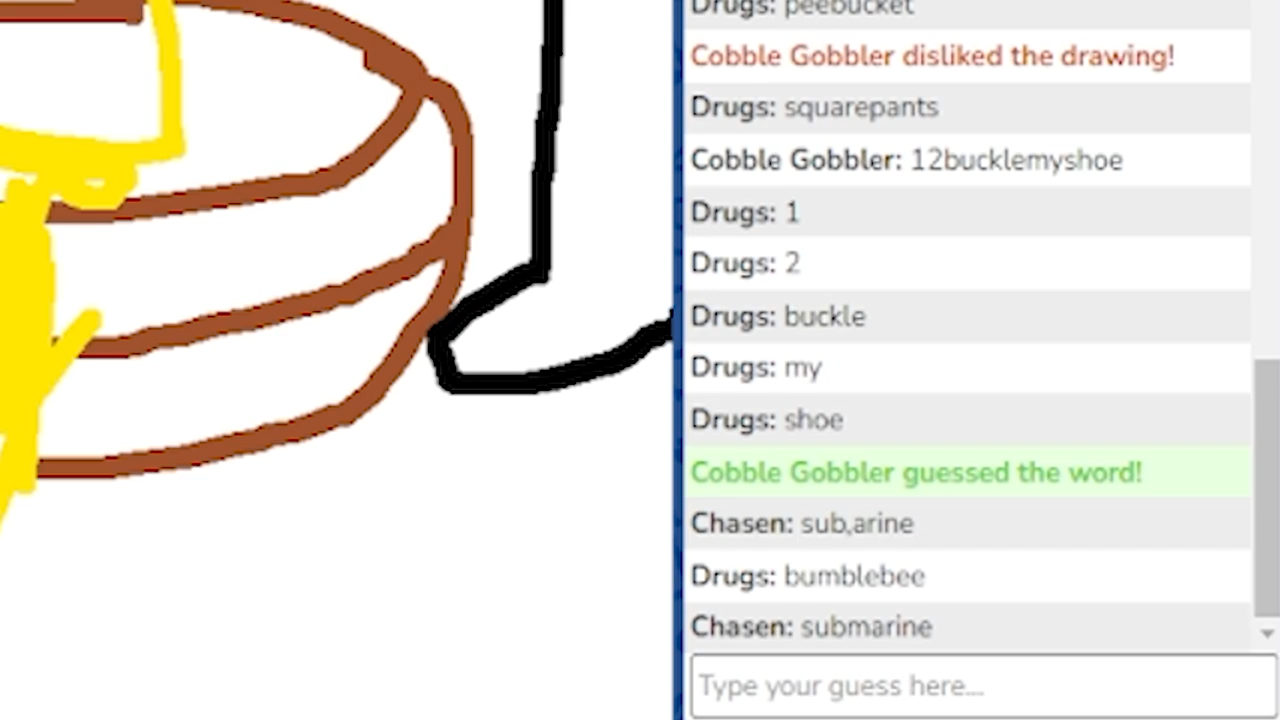 Drugs: peebucket
Cobble Gobbler disliked the drawing!
Drugs: squarepants
Cobble Gobbler: 12bucklemyshoe
Drugs: 1
Drugs: 2
Drugs: buckle
Drugs: my
Drugs: shoe
Cobble Gobbler guessed the word!
Chasen: sub,arine
Drugs: bumblebee
Chasen: submarine
Type your guess here...